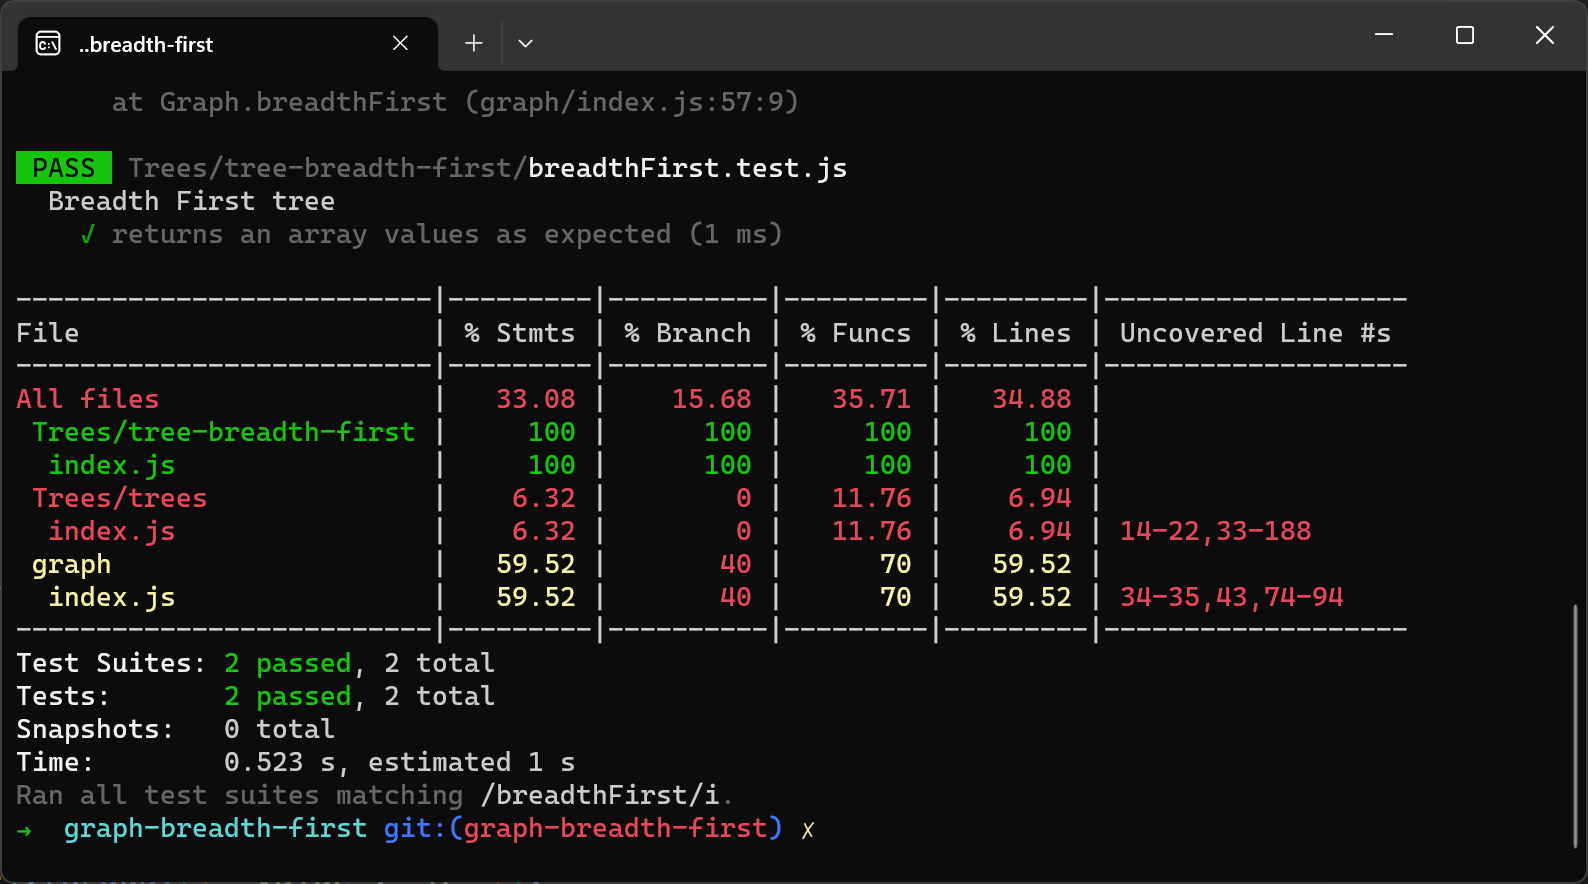 ..breadth-first
at Graph.breadthFirst (graph/index.js:57:9)
PASS Trees/tree-breadth-first/breadthFirst.test.js
Breadth First tree
√ returns an array values as expected (1 ms)
--------------------------|---------|----------|---------|---------|-------------------
File                      | % Stmts | % Branch | % Funcs | % Lines | Uncovered Line #s
--------------------------|---------|----------|---------|---------|-------------------
All files                 |   33.08 |    15.68 |   35.71 |   34.88 |
 Trees/tree-breadth-first |     100 |      100 |     100 |     100 |
  index.js                |     100 |      100 |     100 |     100 |
 Trees/trees              |    6.32 |        0 |   11.76 |    6.94 |
  index.js                |    6.32 |        0 |   11.76 |    6.94 | 14-22,33-188
 graph                    |   59.52 |       40 |      70 |   59.52 |
  index.js                |   59.52 |       40 |      70 |   59.52 | 34-35,43,74-94
--------------------------|---------|----------|---------|---------|-------------------
Test Suites: 2 passed, 2 total
Tests:       2 passed, 2 total
Snapshots:   0 total
Time:        0.523 s, estimated 1 s
Ran all test suites matching /breadthFirst/i.
→  graph-breadth-first git:(graph-breadth-first) ✗